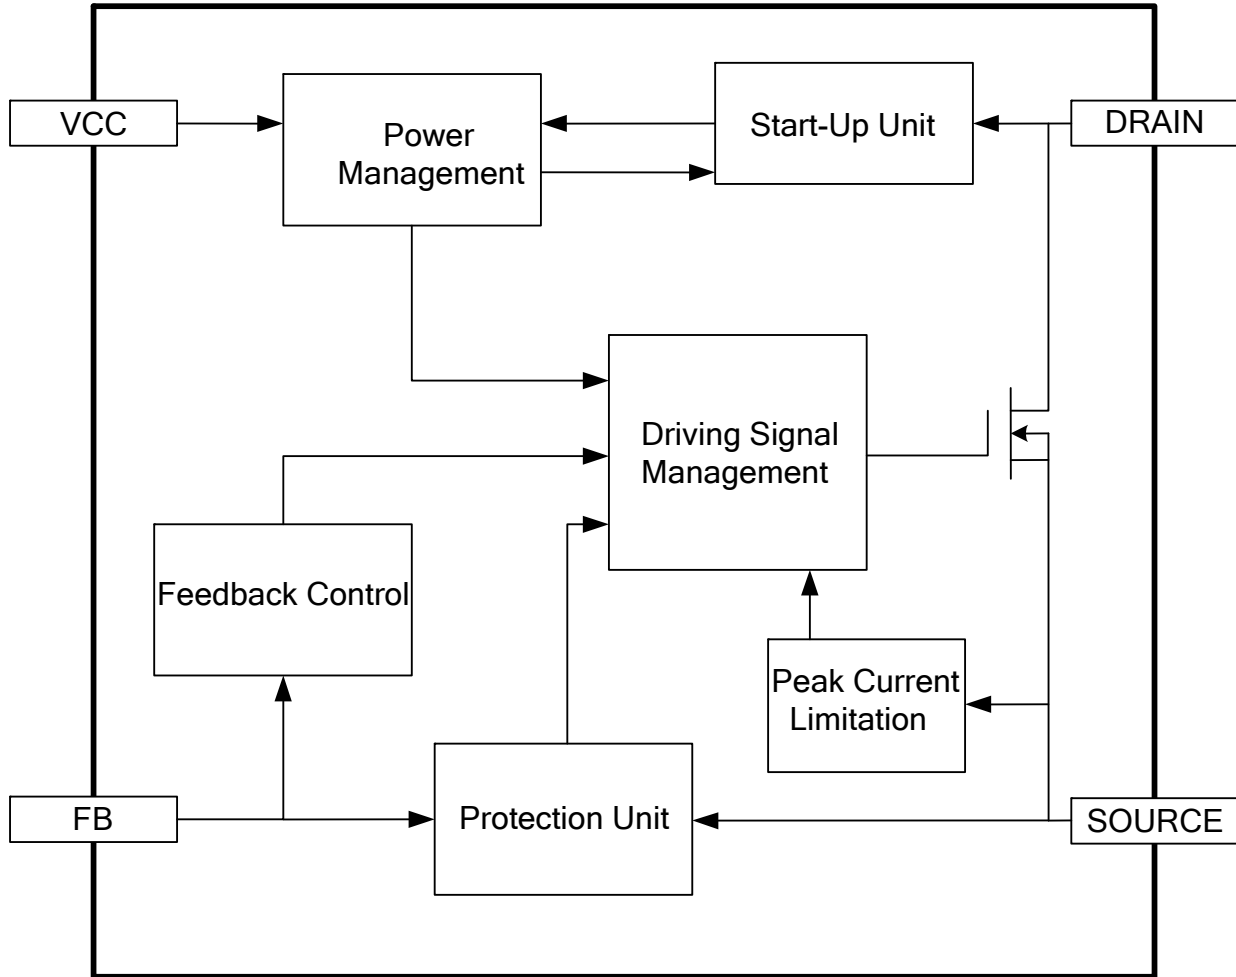 VCC
Power
Management
Start-Up Unit
DRAIN
Driving Signal
Management
Feedback Control
Peak Current
Limitation
FB
Protection Unit
SOURCE